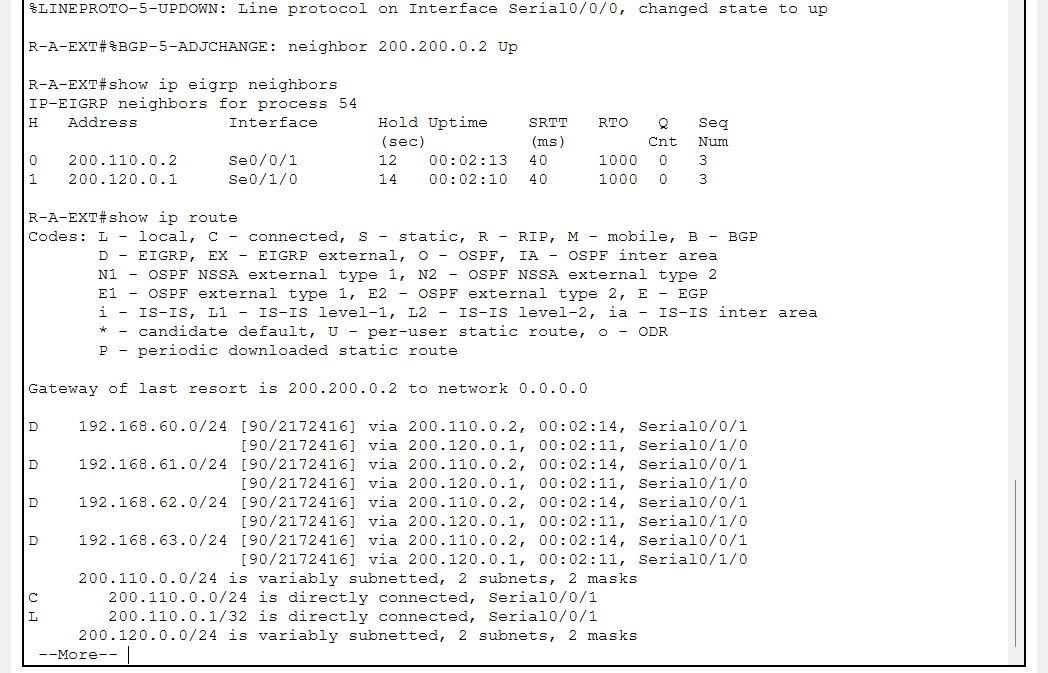 %LINEPROTO-5-UPDOWN: Line protocol on Interface Serial0/0/0, changed state to up
R-A-EXT#%BGP-5-ADJCHANGE: neighbor 200.200.0.2 Up
R-A-EXT#show ip eigrp neighbors
IP-EIGRP neighbors for process 54
H   Address         Interface      Hold Uptime    SRTT   RTO   Q   Seq
                                   (sec)          (ms)        Cnt  Num
0   200.110.0.2     Se0/0/1        12   00:02:13  40     1000  0   3
1   200.120.0.1     Se0/1/0        14   00:02:10  40     1000  0   3
R-A-EXT#show ip route
Codes: L - local, C - connected, S - static, R - RIP, M - mobile, B - BGP
       D - EIGRP, EX - EIGRP external, O - OSPF, IA - OSPF inter area
       N1 - OSPF NSSA external type 1, N2 - OSPF NSSA external type 2
       E1 - OSPF external type 1, E2 - OSPF external type 2, E - EGP
       i - IS-IS, L1 - IS-IS level-1, L2 - IS-IS level-2, ia - IS-IS inter area
       * - candidate default, U - per-user static route, o - ODR
       P - periodic downloaded static route
Gateway of last resort is 200.200.0.2 to network 0.0.0.0
D    192.168.60.0/24 [90/2172416] via 200.110.0.2, 00:02:14, Serial0/0/1
                     [90/2172416] via 200.120.0.1, 00:02:11, Serial0/1/0
D    192.168.61.0/24 [90/2172416] via 200.110.0.2, 00:02:14, Serial0/0/1
                     [90/2172416] via 200.120.0.1, 00:02:11, Serial0/1/0
D    192.168.62.0/24 [90/2172416] via 200.110.0.2, 00:02:14, Serial0/0/1
                     [90/2172416] via 200.120.0.1, 00:02:11, Serial0/1/0
D    192.168.63.0/24 [90/2172416] via 200.110.0.2, 00:02:14, Serial0/0/1
                     [90/2172416] via 200.120.0.1, 00:02:11, Serial0/1/0
     200.110.0.0/24 is variably subnetted, 2 subnets, 2 masks
C       200.110.0.0/24 is directly connected, Serial0/0/1
L       200.110.0.1/32 is directly connected, Serial0/0/1
     200.120.0.0/24 is variably subnetted, 2 subnets, 2 masks
 --More--